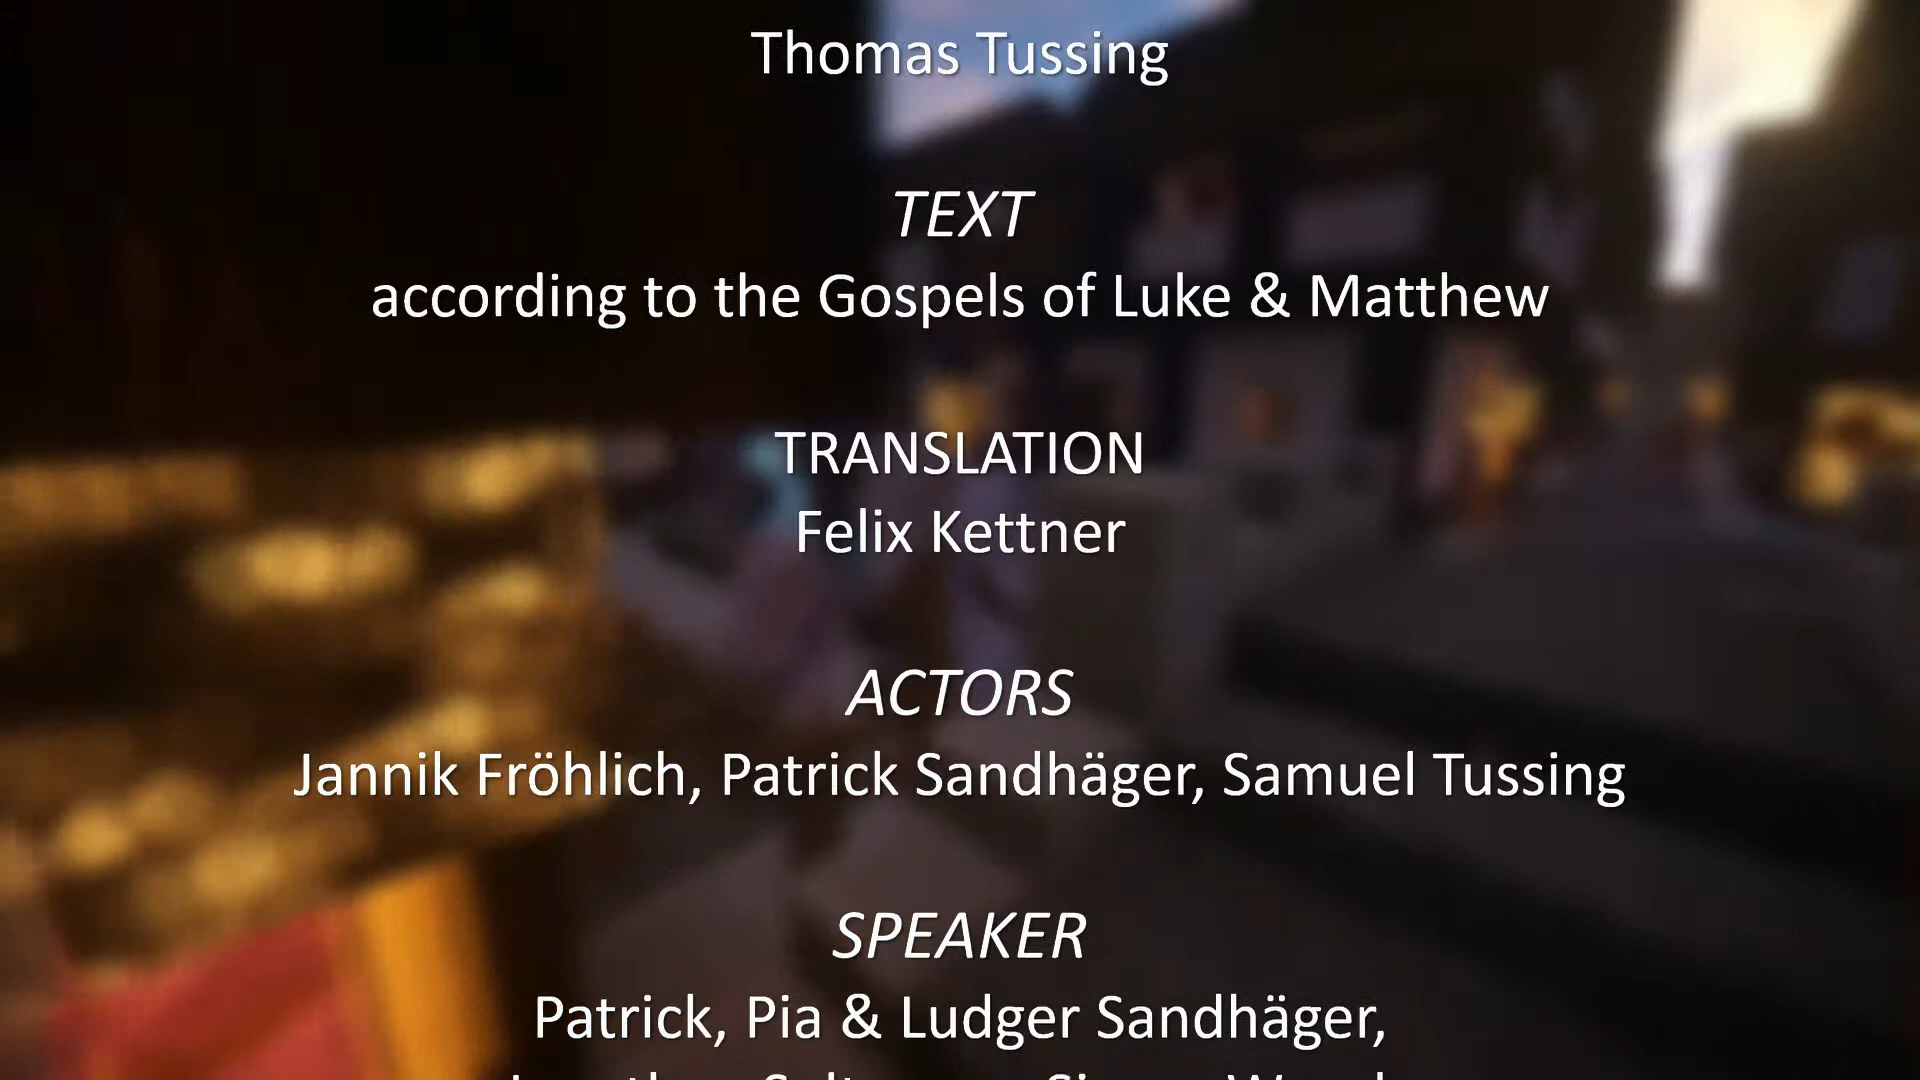 Thomas Tussing
TEXT
according to the Gospels of Luke & Matthew
TRANSLATION
Felix Kettner
ACTORS
Jannik Fröhlich, Patrick Sandhäger, Samuel Tussing
SPEAKER
Patrick, Pia & Ludger Sandhäger,